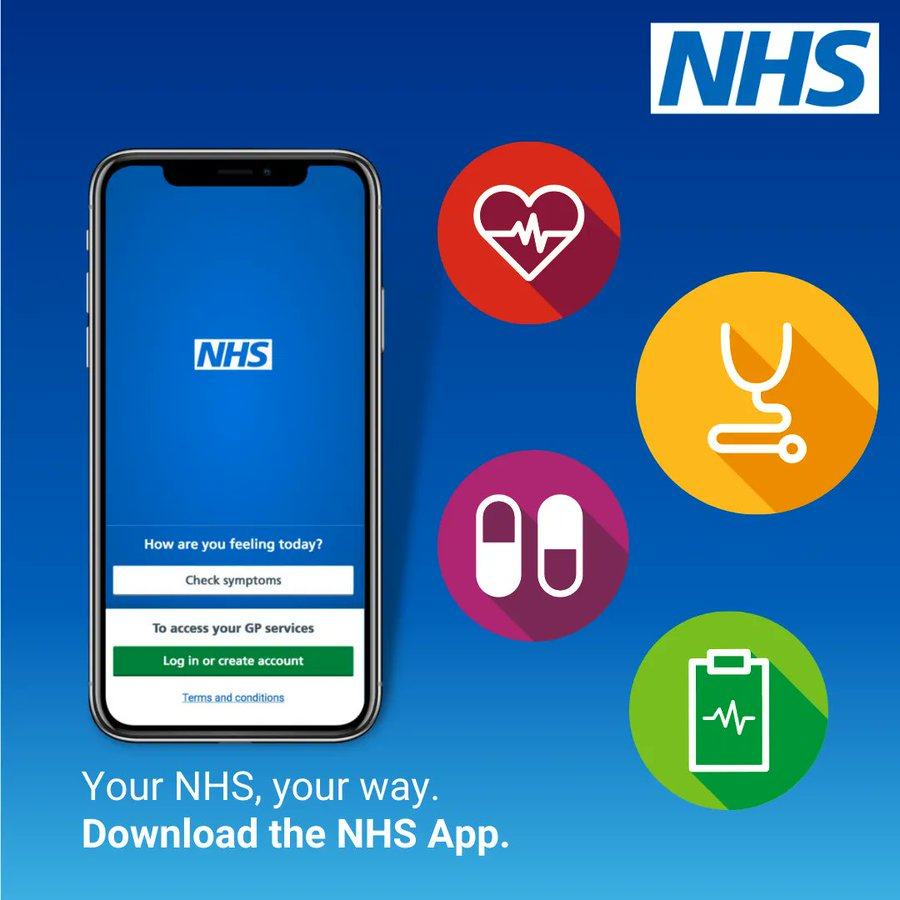 NHS
NHS
How are you feeling today?
Check symptoms
To access your GP services
Log in or create account
Terms and conditions
Your NHS, your way.
Download the NHS App.